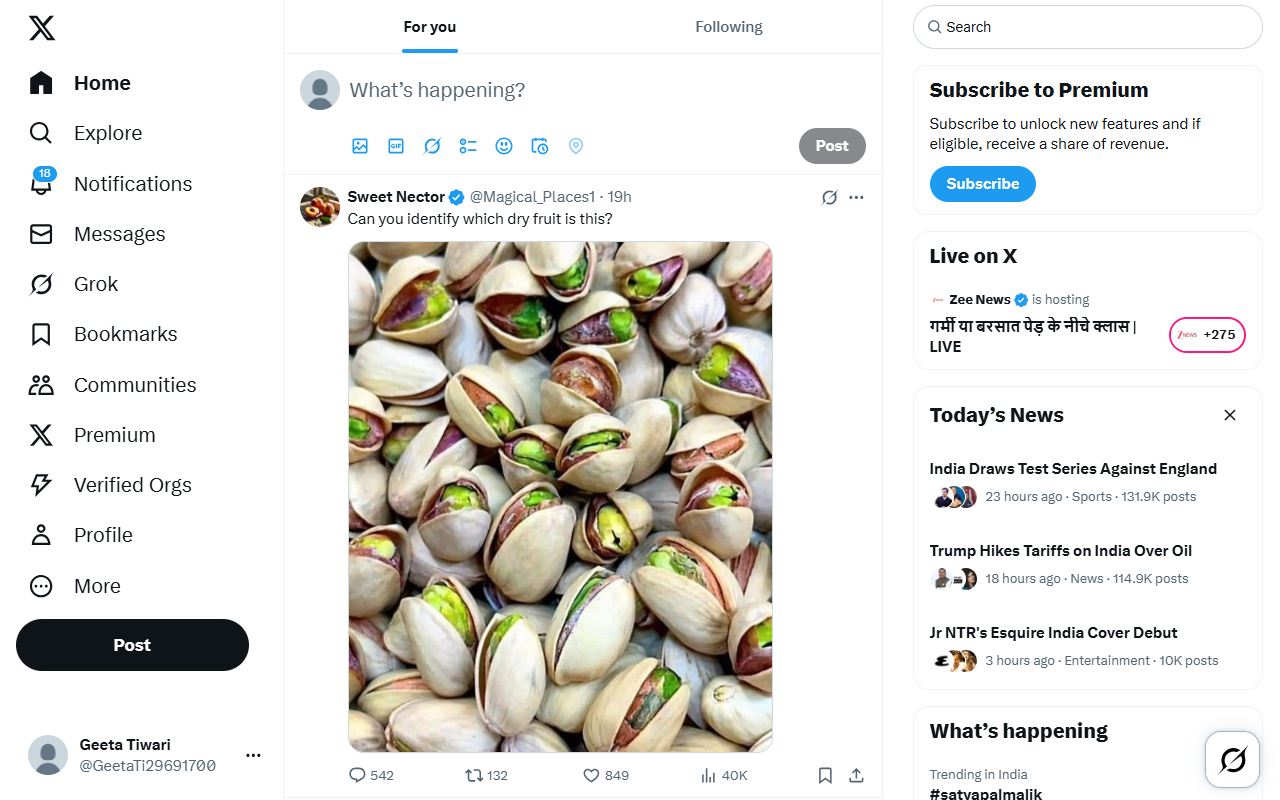 Home
Explore
18
Notifications
Messages
Grok
Bookmarks
Communities
Premium
Verified Orgs
Profile
More
Post
Geeta Tiwari
@GeetaTi29691700
For you
Following
What's happening?
GIF
Post
Sweet Nector @Magical_Places1 · 19h
Can you identify which dry fruit is this?
542
132
849
40K
Search
Subscribe to Premium
Subscribe to unlock new features and if
eligible, receive a share of revenue.
Subscribe
Live on X
Zee News is hosting
गर्मी या बरसात पेड़ के नीचे क्लास |
LIVE
+275
Today's News
India Draws Test Series Against England
23 hours ago · Sports · 131.9K posts
Trump Hikes Tariffs on India Over Oil
18 hours ago · News · 114.9K posts
Jr NTR's Esquire India Cover Debut
3 hours ago · Entertainment · 10K posts
What's happening
Trending in India
#satyapalmalik